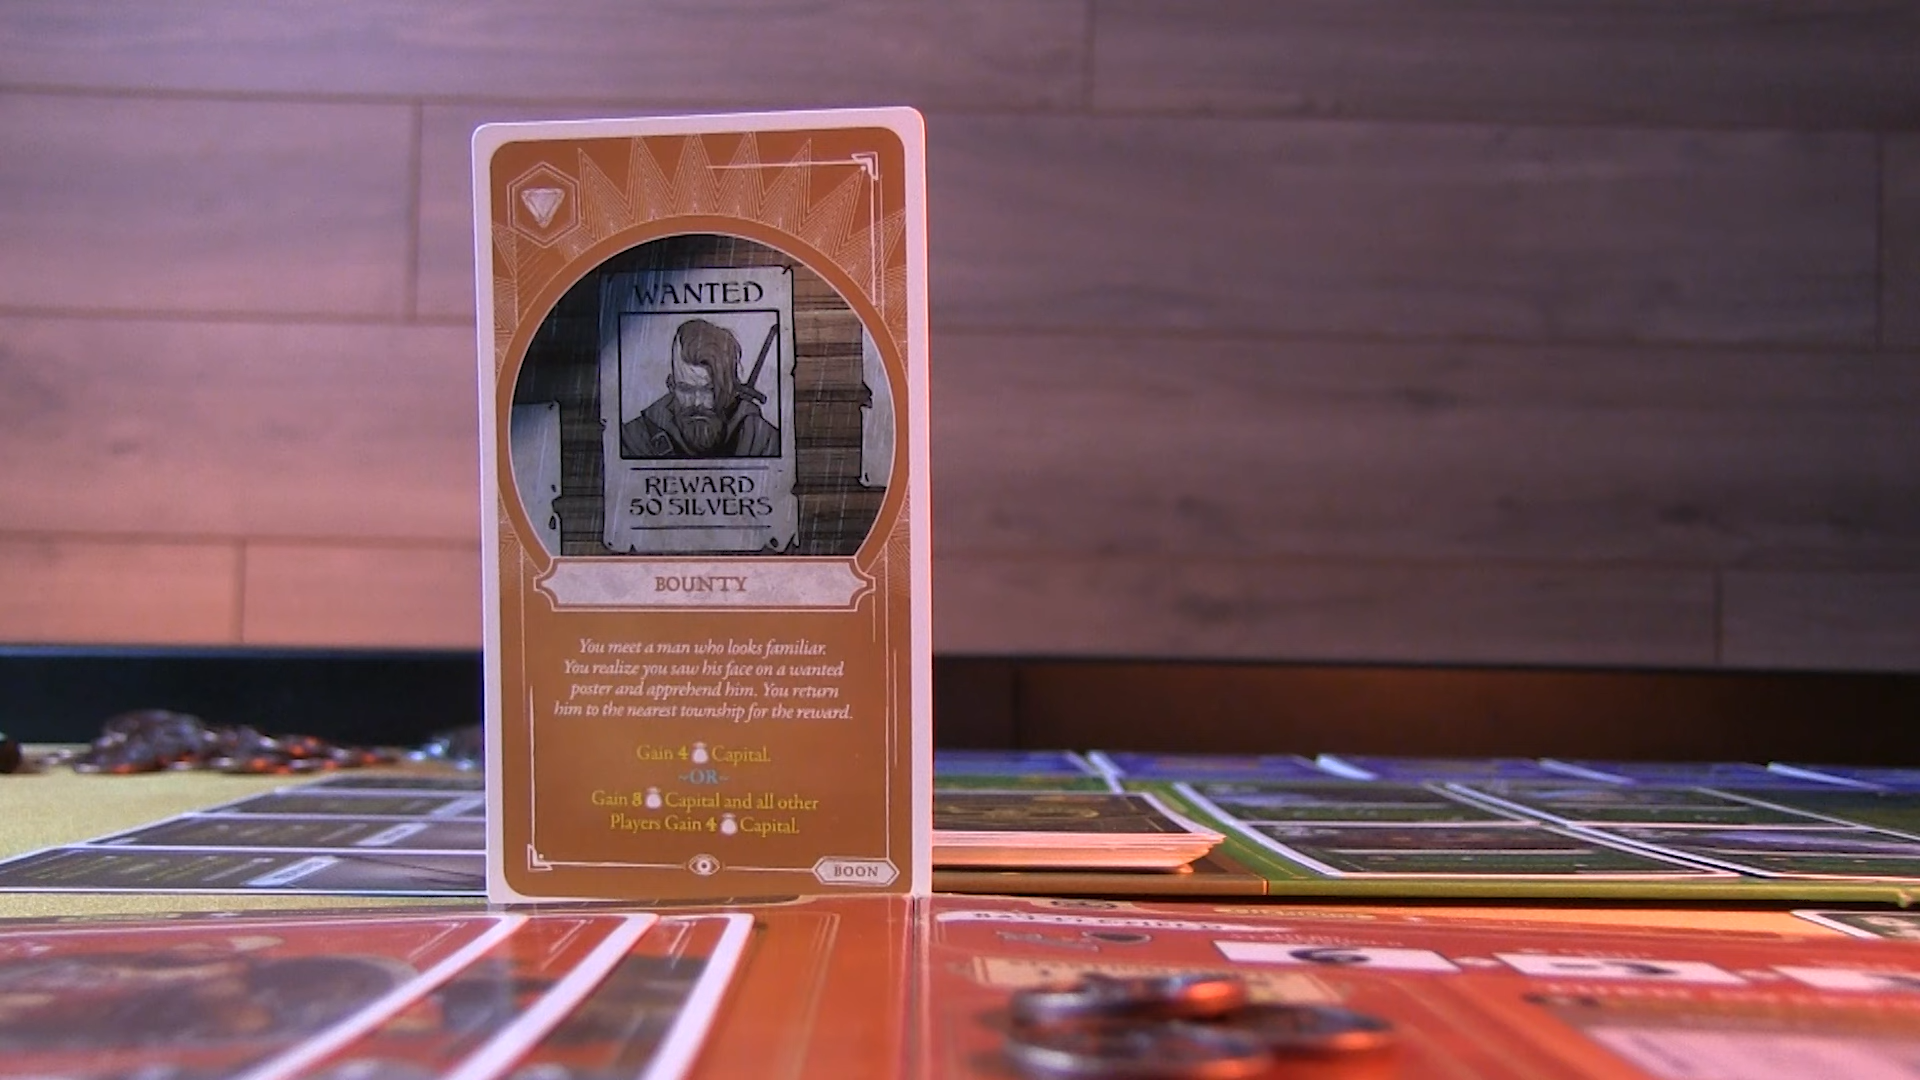 WANTED
REWARD
50 SILVERS
BOUNTY
You meet a man who looks familiar.
You realize you saw his face on a wanted
poster and apprehend him. You return
him to the nearest township for the reward.
Gain 4 Capital.
~OR~
Gain 8 Capital and all other
Players Gain 4 Capital.
BOON